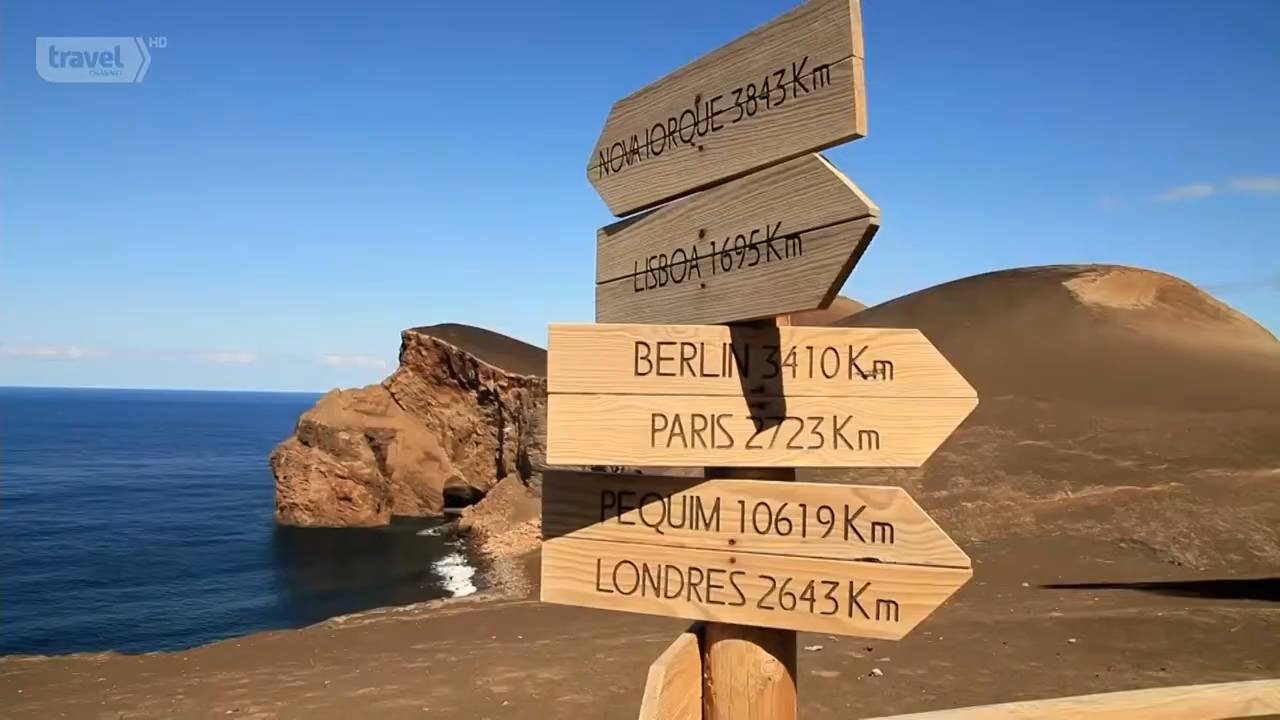 travel HD
CHANNEL
NOVA IORQUE 3843 Km
LISBOA 1695 Km
BERLIN 3410 Km
PARIS 2723 Km
PEQUIM 10619 Km
LONDRES 2643 Km